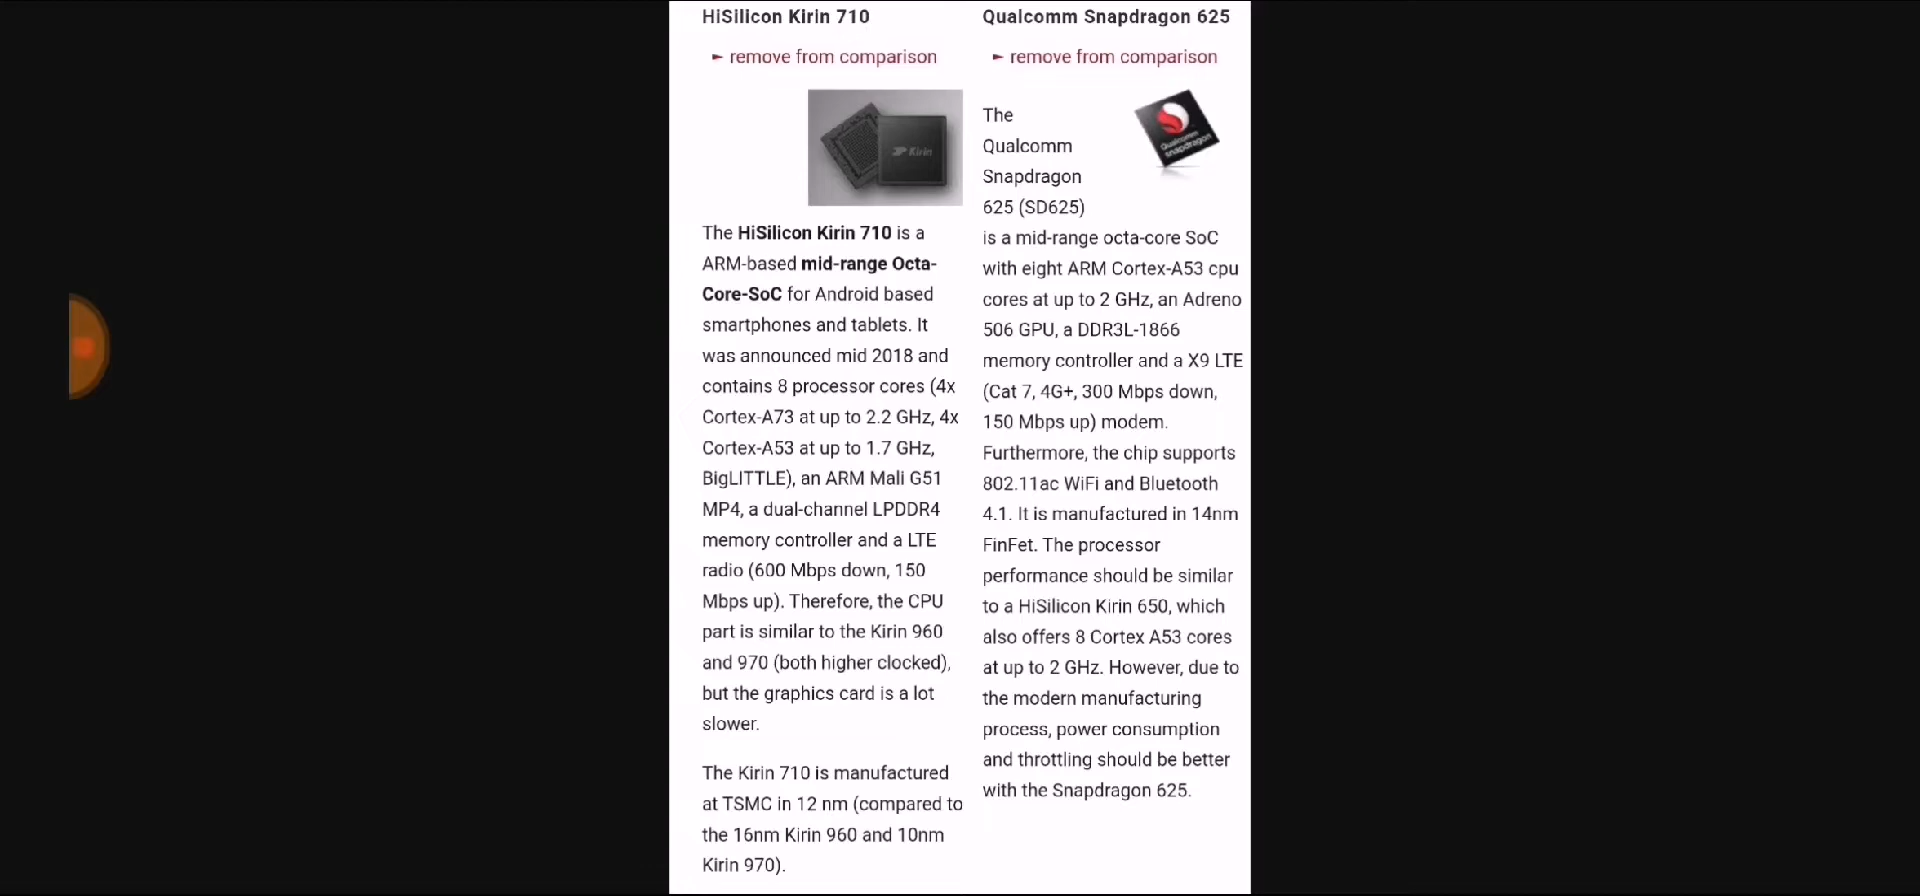 HiSilicon Kirin 710
► remove from comparison
Kirin
The HiSilicon Kirin 710 is a
ARM-based mid-range Octa-
Core-SoC for Android based
smartphones and tablets. It
was announced mid 2018 and
contains 8 processor cores (4x
Cortex-A73 at up to 2.2 GHz, 4x
Cortex-A53 at up to 1.7 GHz,
BigLITTLE), an ARM Mali G51
MP4, a dual-channel LPDDR4
memory controller and a LTE
radio (600 Mbps down, 150
Mbps up). Therefore, the CPU
part is similar to the Kirin 960
and 970 (both higher clocked),
but the graphics card is a lot
slower.
The Kirin 710 is manufactured
at TSMC in 12 nm (compared to
the 16nm Kirin 960 and 10nm
Kirin 970).
Qualcomm Snapdragon 625
► remove from comparison
Qualcomm
snapdragon
The
Qualcomm
Snapdragon
625 (SD625)
is a mid-range octa-core SoC
with eight ARM Cortex-A53 cpu
cores at up to 2 GHz, an Adreno
506 GPU, a DDR3L-1866
memory controller and a X9 LTE
(Cat 7, 4G+, 300 Mbps down,
150 Mbps up) modem.
Furthermore, the chip supports
802.11ac WiFi and Bluetooth
4.1. It is manufactured in 14nm
FinFet. The processor
performance should be similar
to a HiSilicon Kirin 650, which
also offers 8 Cortex A53 cores
at up to 2 GHz. However, due to
the modern manufacturing
process, power consumption
and throttling should be better
with the Snapdragon 625.